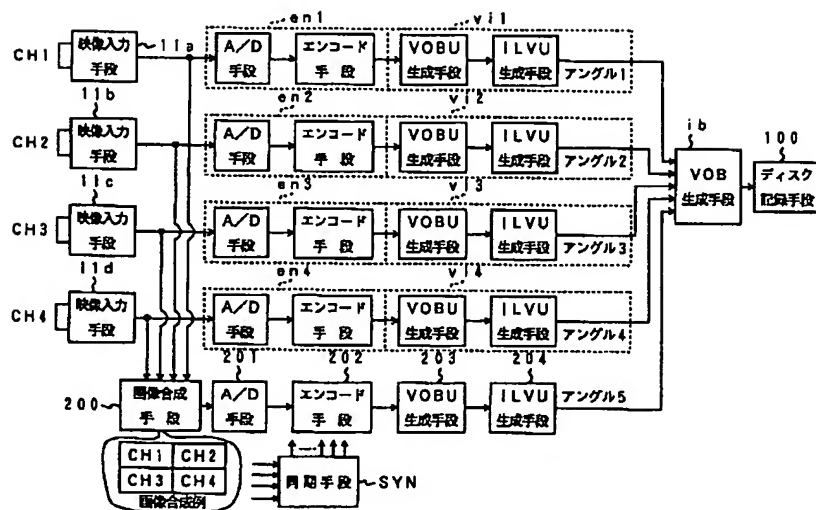 en1
vi1
CH1
映像入力
手段
11a
A/D
手段
エンコード
手 段
VOBU
生成手段
ILVU
生成手段
アングル1
11b
en2
vi2
CH2
映像入力
手段
A/D
手段
エンコード
手 段
VOBU
生成手段
ILVU
生成手段
アングル2
ib
100
VOB
生成手段
ディスク
記録手段
11c
en3
vi3
CH3
映像入力
手段
A/D
手段
エンコード
手 段
VOBU
生成手段
ILVU
生成手段
アングル3
11d
en4
vi4
CH4
映像入力
手段
A/D
手段
エンコード
手 段
VOBU
生成手段
ILVU
生成手段
アングル4
201
202
203
204
200
画像合成
手 段
A/D
手段
エンコード
手 段
VOBU
生成手段
ILVU
生成手段
アングル5
CH1 CH2
CH3 CH4
画像合成例
同期手段
SYN